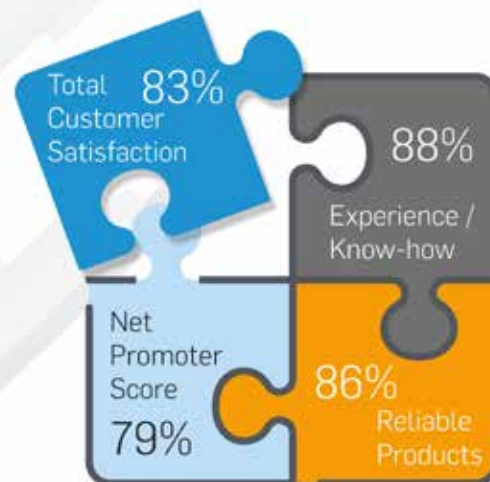 Total 83%
Customer
Satisfaction
88%
Experience /
Know-how
Net
Promoter
Score
79%
86%
Reliable
Products